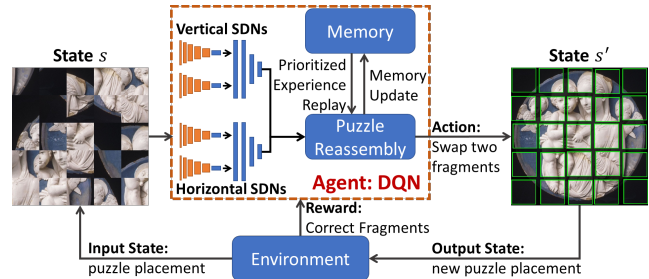 State s
Vertical SDNs
Horizontal SDNs
Memory
Prioritized
Experience
Replay
Memory
Update
Puzzle
Reassembly
Agent: DQN
Action:
Swap two
fragments
State s′
Reward:
Correct Fragments
Input State:
puzzle placement
Environment
Output State:
new puzzle placement